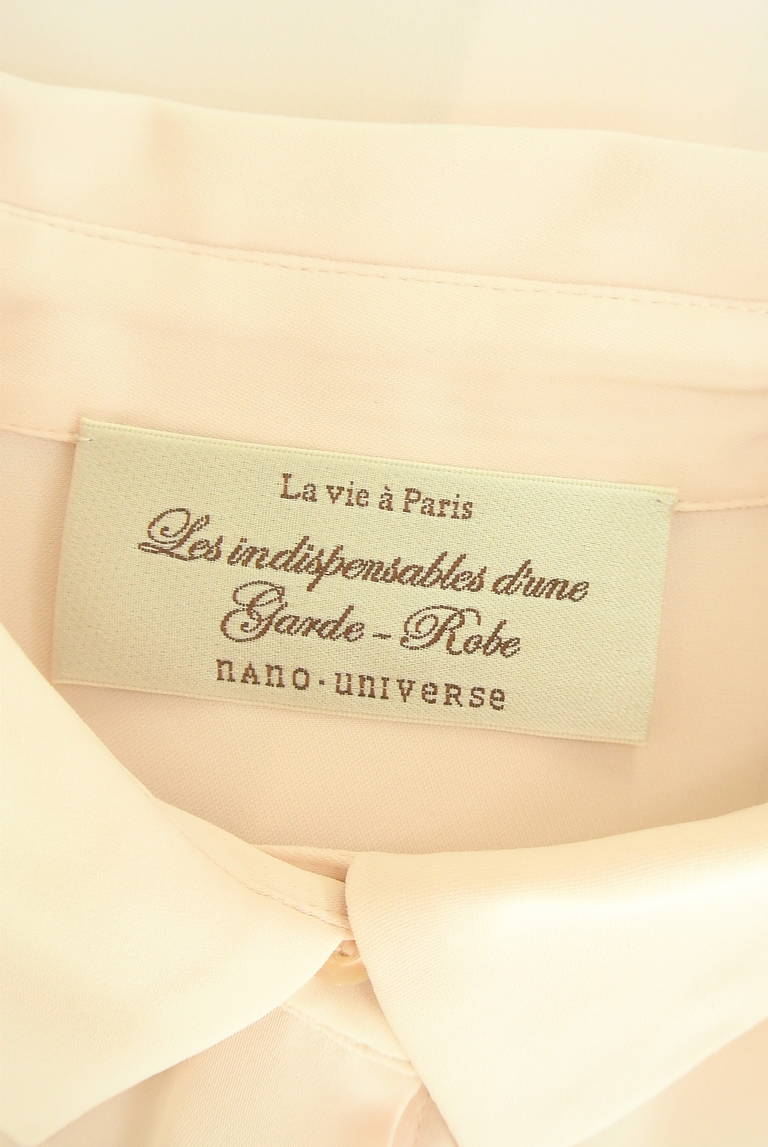 La vie à Paris
Les indispensables d'une
Garde-Robe
nano·universe